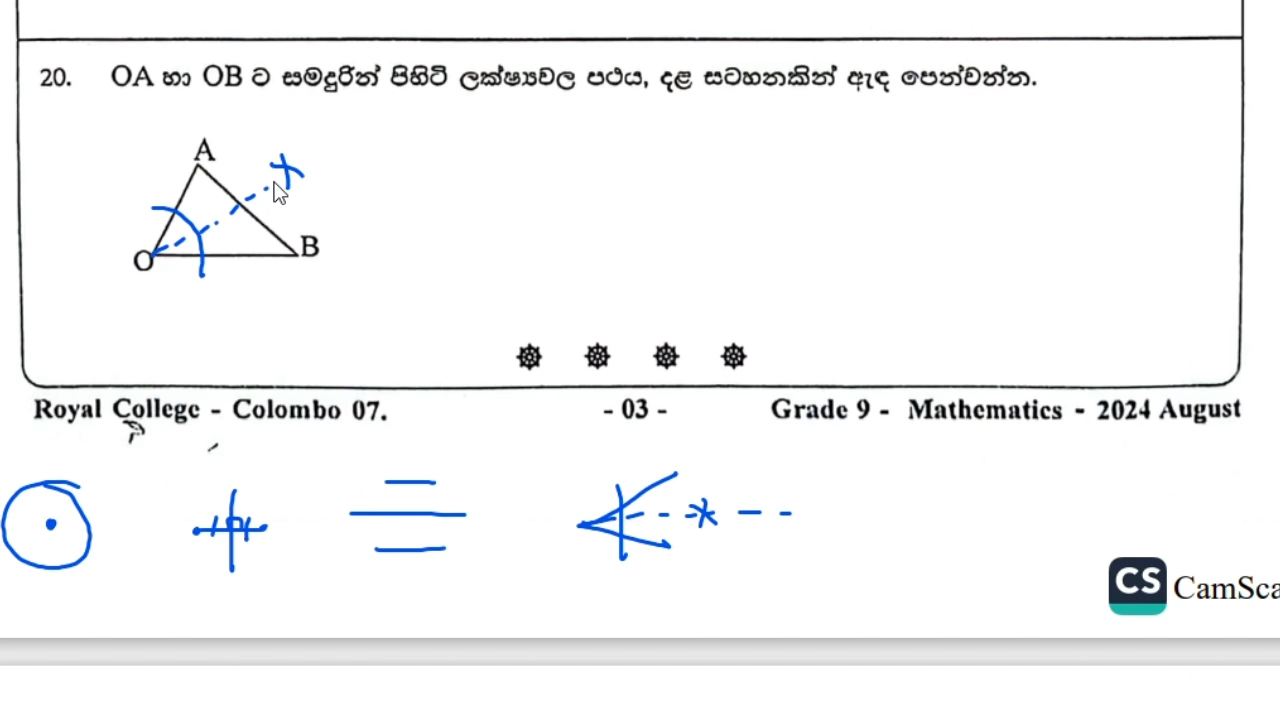 20. OA හා OB ට සමදුරින් පිහිටි ලක්ෂ්‍යවල පථය, දළ සටහනකින් ඇඳ පෙන්වන්න.
A
O
B
Royal College - Colombo 07. - 03 - Grade 9 - Mathematics - 2024 August
CS CamSca